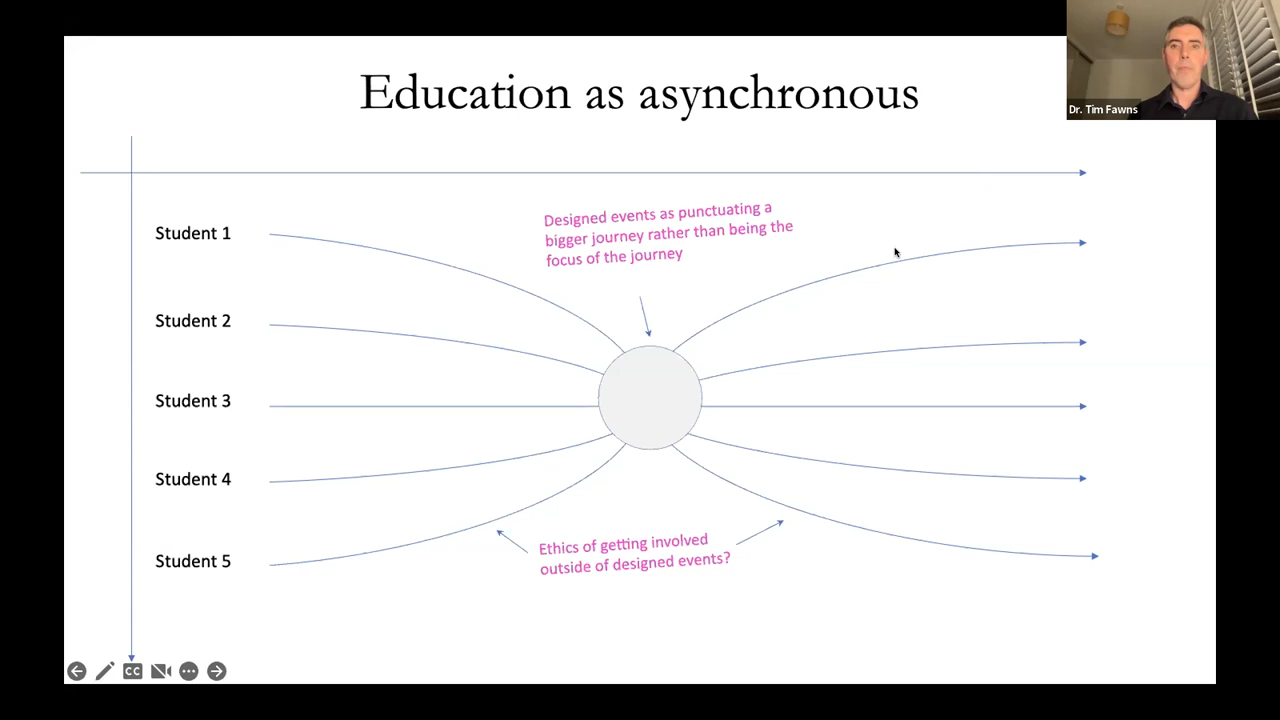 Education as asynchronous
Dr. Tim Fawns
Student 1
Designed events as punctuating a
bigger journey rather than being the
focus of the journey
Student 2
Student 3
Student 4
Ethics of getting involved
outside of designed events?
Student 5
CC